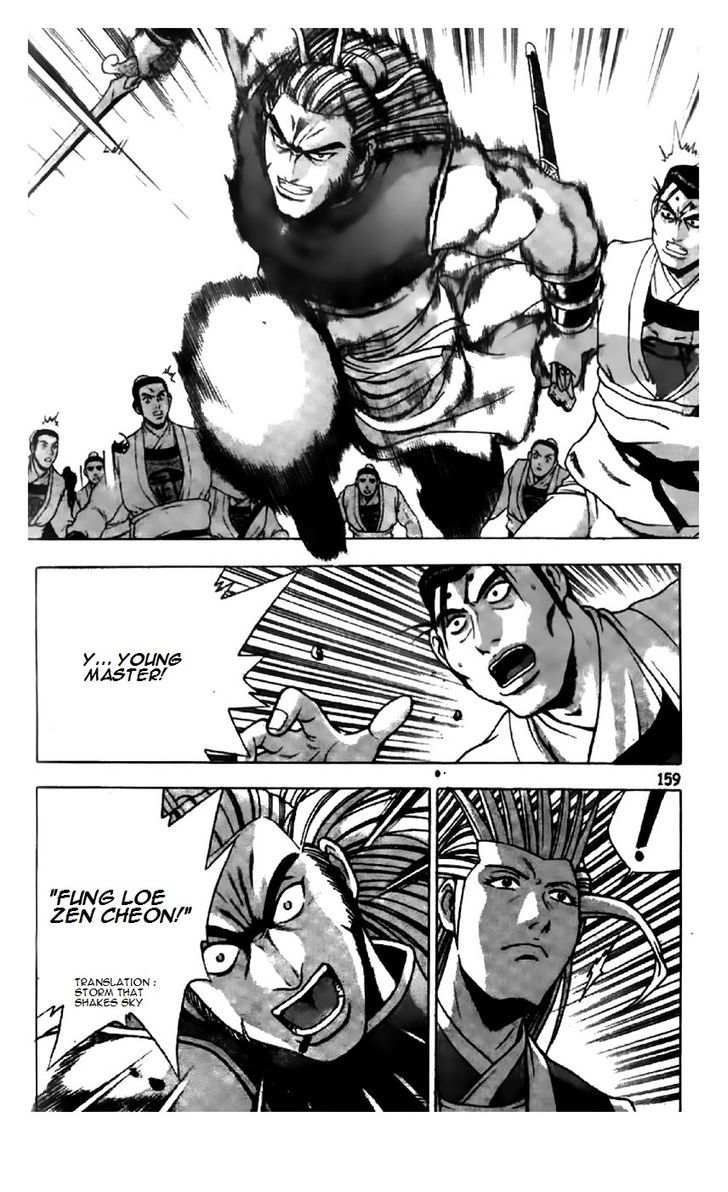 Y... YOUNG
MASTER!
159
"FUNG LOE
ZEN CHEON!"
TRANSLATION :
STORM THAT
SHAKES SKY
!